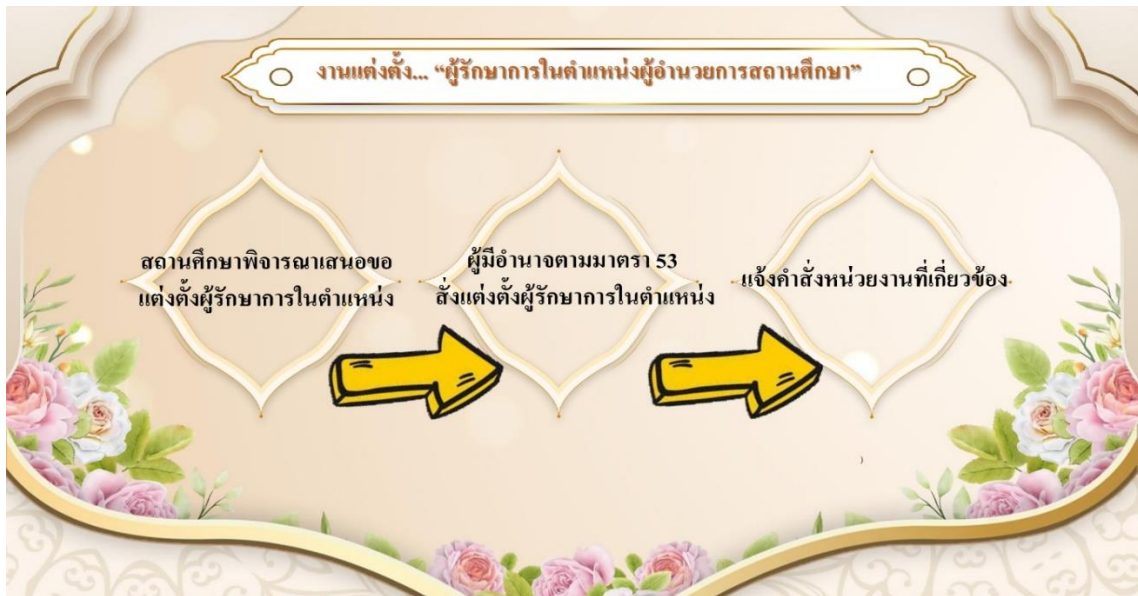 งานแต่งตั้ง... “ผู้รักษาการในตำแหน่งผู้อำนวยการสถานศึกษา”
สถานศึกษาพิจารณาเสนอขอ
แต่งตั้งผู้รักษาการในตำแหน่ง
ผู้มีอำนาจตามมาตรา 53
สั่งแต่งตั้งผู้รักษาการในตำแหน่ง
แจ้งคำสั่งหน่วยงานที่เกี่ยวข้อง
)